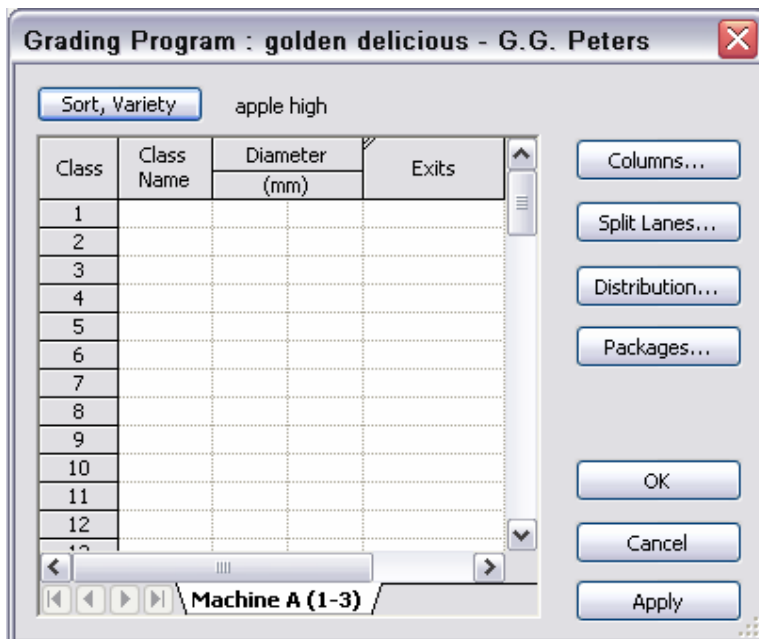 Grading Program : golden delicious - G.G. Peters
Sort, Variety apple high
Class Class Name Diameter (mm) Exits
1
2
3
4
5
6
7
8
9
10
11
12
13
Machine A (1-3)
Columns...
Split Lanes...
Distribution...
Packages...
OK
Cancel
Apply